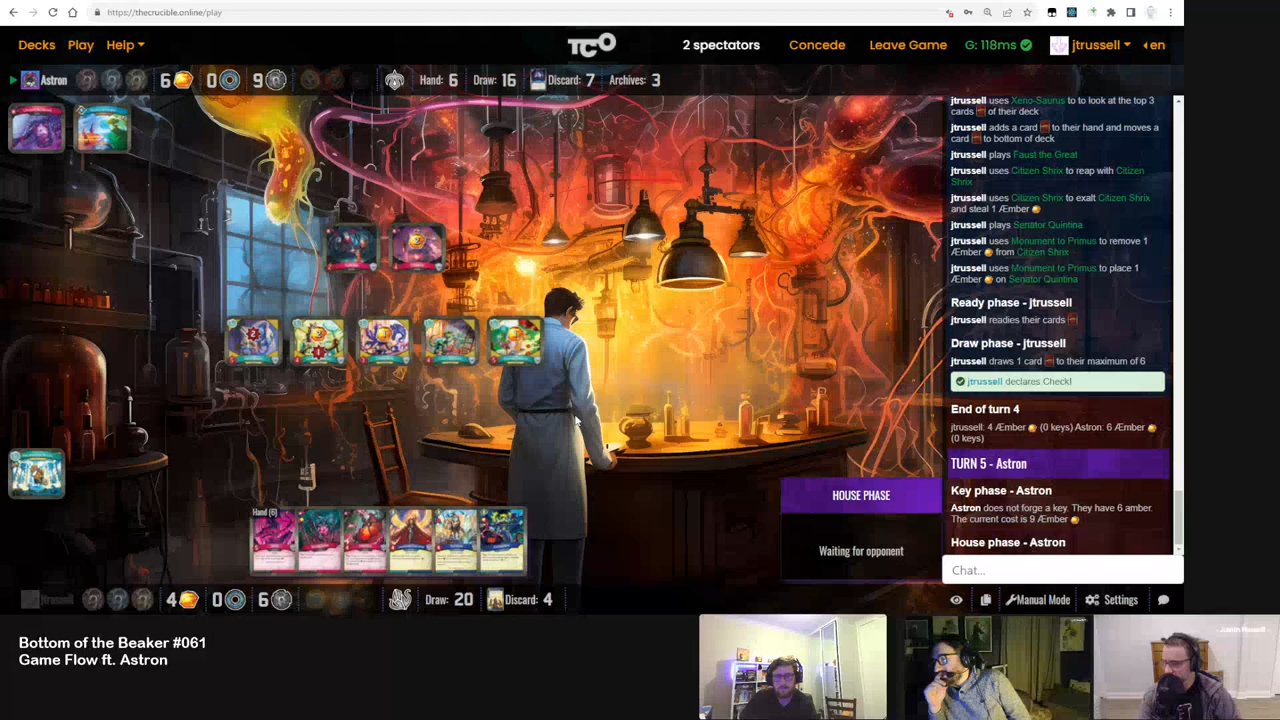 https://thecrucible.online/play
Decks
Play
Help
TCO
2 spectators
Concede
Leave Game
G: 118ms
jtrussell
en
Astron
6
0
9
Hand: 6
Draw: 16
Discard: 7
Archives: 3
jtrussell uses Xeno-Saurus to to look at the top 3
cards of their deck
jtrussell adds a card to their hand and moves a
card to bottom of deck
jtrussell plays Faust the Great
jtrussell uses Citizen Shrix to reap with Citizen
Shrix
jtrussell uses Citizen Shrix to exalt Citizen Shrix
and steal 1 Æmber
jtrussell plays Senator Quintina
jtrussell uses Monument to Primus to remove 1
Æmber from Citizen Shrix
jtrussell uses Monument to Primus to place 1
Æmber on Senator Quintina
Ready phase - jtrussell
jtrussell readies their cards
Draw phase - jtrussell
jtrussell draws 1 card to their maximum of 6
jtrussell declares Check!
End of turn 4
jtrussell: 4 Æmber (0 keys) Astron: 6 Æmber
(0 keys)
TURN 5 - Astron
Key phase - Astron
Astron does not forge a key. They have 6 amber.
The current cost is 9 Æmber
House phase - Astron
HOUSE PHASE
Waiting for opponent
Hand (6)
Chat...
jtrussell
4
0
6
Draw: 20
Discard: 4
Manual Mode
Settings
Bottom of the Beaker #061
Game Flow ft. Astron